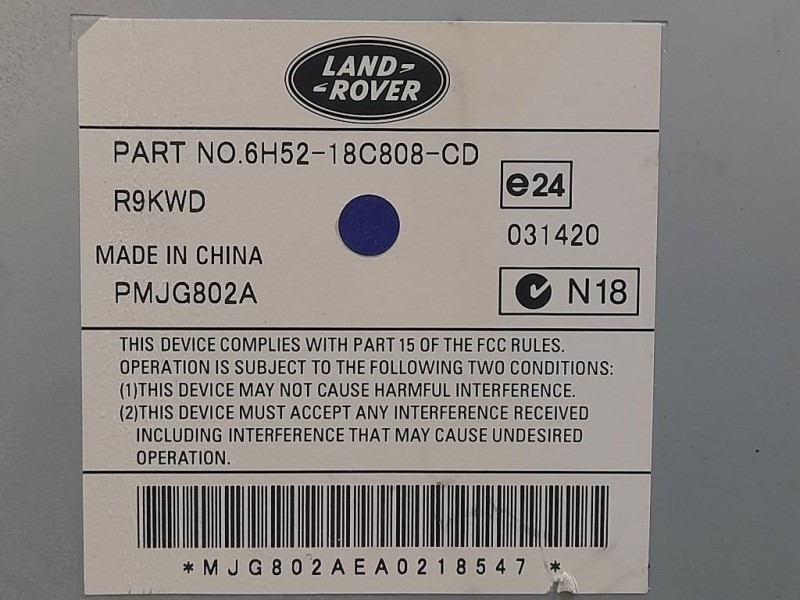 LAND-
-ROVER
PART NO.6H52-18C808-CD
R9KWD
e24
031420
MADE IN CHINA
PMJG802A
N18
THIS DEVICE COMPLIES WITH PART 15 OF THE FCC RULES.
OPERATION IS SUBJECT TO THE FOLLOWING TWO CONDITIONS:
(1)THIS DEVICE MAY NOT CAUSE HARMFUL INTERFERENCE.
(2)THIS DEVICE MUST ACCEPT ANY INTERFERENCE RECEIVED
INCLUDING INTERFERENCE THAT MAY CAUSE UNDESIRED
OPERATION.
*MJG802AEA0218547 *